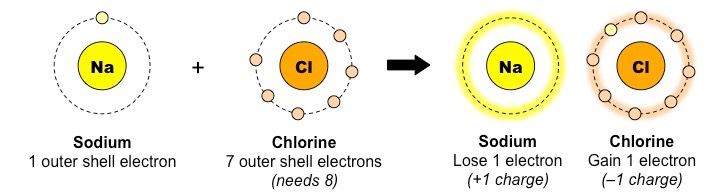 Na
+
Cl
Na
Cl
Sodium
1 outer shell electron
Chlorine
7 outer shell electrons
(needs 8)
Sodium
Lose 1 electron
(+1 charge)
Chlorine
Gain 1 electron
(–1 charge)